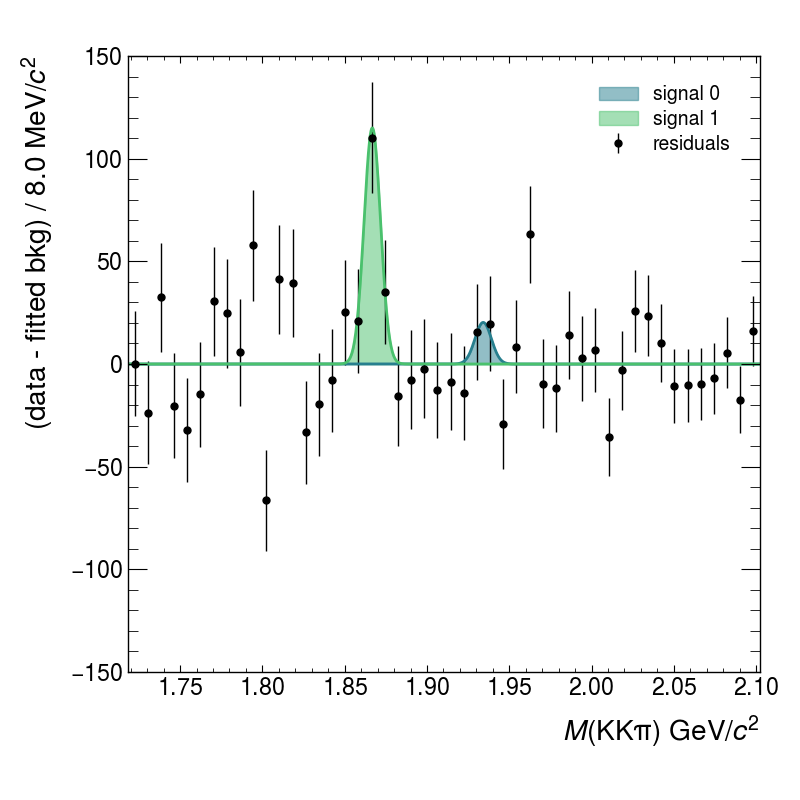 (data - fitted bkg) / 8.0 MeV/c²
150
100
50
0
−50
−100
−150
signal 0
signal 1
residuals
1.75 1.80 1.85 1.90 1.95 2.00 2.05 2.10
M(KKπ) GeV/c²